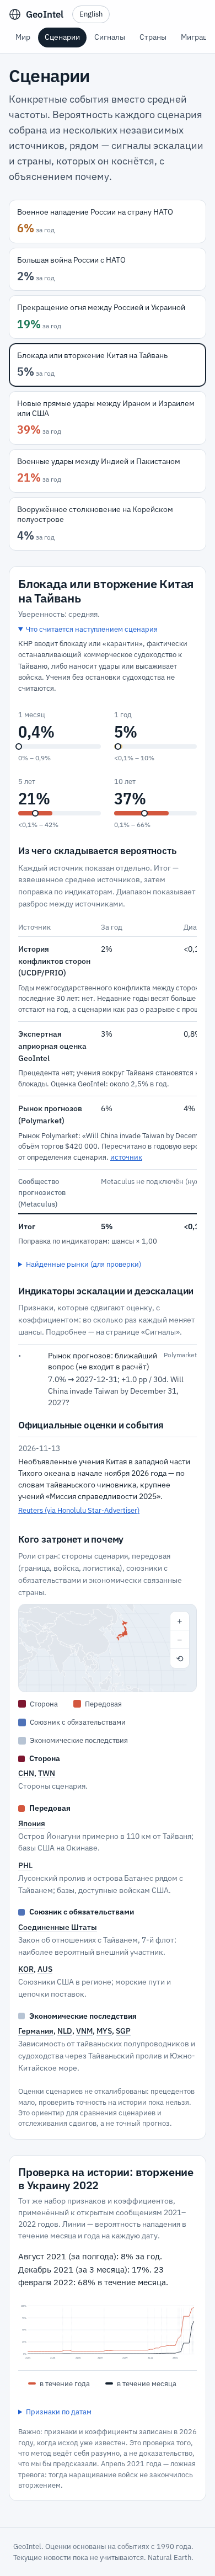 GeoIntel English
Мир Сценарии Сигналы Страны
Сценарии
Конкретные события вместо средней
частоты. Вероятность каждого сценария
собрана из нескольких независимых
источников, рядом — сигналы эскалации
и страны, которых он коснётся, с
объяснением почему.
Военное нападение России на страну НАТО
6% за год
Большая война России с НАТО
2% за год
Прекращение огня между Россией и Украиной
19% за год
Блокада или вторжение Китая на Тайвань
5% за год
Новые прямые удары между Ираном и Израилем
или США
39% за год
Военные удары между Индией и Пакистаном
21% за год
Вооружённое столкновение на Корейском
полуострове
4% за год
Блокада или вторжение Китая
на Тайвань
Уверенность: средняя.
▼ Что считается наступлением сценария
КНР вводит блокаду или «карантин», фактически
останавливающий коммерческое судоходство к
Тайваню, либо наносит удары или высаживает
войска. Учения без остановки судоходства не
считаются.
1 месяц
0,4%
0% – 0,9%
1 год
5%
<0,1% – 10%
5 лет
21%
<0,1% – 42%
10 лет
37%
0,1% – 66%
Из чего складывается вероятность
Каждый источник показан отдельно. Итог —
взвешенное среднее источников, затем
поправка по индикаторам. Диапазон показывает
разброс между источниками.
Источник За год
История
конфликтов сторон
(UCDP/PRIO)
2%
Годы межгосударственного конфликта между
последние 30 лет: нет. Недавние годы весят больше
отстают на год, а сценарии как раз о разрыве с
Экспертная
априорная оценка
GeoIntel
3%
Прецедента нет; учения вокруг Тайваня становятся
блокады. Оценка GeoIntel: около 2,5% в год.
Рынок прогнозов
(Polymarket)
6% 4%
Рынок Polymarket: «Will China invade Taiwan by
объём торгов $420 000. Пересчитано в годовую
от определения сценария. источник
Сообщество
прогнозистов
(Metaculus)
Metaculus не подключён
Итог 5%
Поправка по индикаторам: шансы × 1,00
▶ Найденные рынки (для проверки)
Индикаторы эскалации и деэскалации
Признаки, которые сдвигают оценку, с
коэффициентом: во сколько раз каждый меняет
шансы. Подробнее — на странице «Сигналы».
• Рынок прогнозов: ближайший Polymarket
вопрос (не входит в расчёт)
7.0% → 2027-12-31; +1.0 pp / 30d. Will
China invade Taiwan by December 31,
2027?
Официальные оценки и события
2026-11-13
Необъявленные учения Китая в западной части
Тихого океана в начале ноября 2026 года — по
словам тайваньского чиновника, крупнее
учений «Миссия справедливости 2025».
Reuters (via Honolulu Star-Advertiser)
Кого затронет и почему
Роли стран: стороны сценария, передовая
(граница, войска, логистика), союзники с
обязательствами и экономически связанные
страны.
+
−
Сторона Передовая
Союзник с обязательствами
Экономические последствия
Сторона
CHN, TWN
Стороны сценария.
Передовая
Япония
Остров Йонагуни примерно в 110 км от Тайваня;
базы США на Окинаве.
PHL
Лусонский пролив и острова Батанес рядом с
Тайванем; базы, доступные войскам США.
Союзник с обязательствами
Соединенные Штаты
Закон об отношениях с Тайванем, 7-й флот:
наиболее вероятный внешний участник.
KOR, AUS
Союзники США в регионе; морские пути и
цепочки поставок.
Экономические последствия
Германия, NLD, VNM, MYS, SGP
Зависимость от тайваньских полупроводников и
судоходства через Тайваньский пролив и Южно-
Китайское море.
Оценки сценариев не откалиброваны: прецедентов
мало, проверить точность на истории пока нельзя.
Это ориентир для сравнения сценариев и
отслеживания сдвигов, а не точный прогноз.
Проверка на истории: вторжение
в Украину 2022
Тот же набор признаков и коэффициентов,
применённый к открытым сообщениям 2021–
2022 годов. Линии — вероятность нападения в
течение месяца и года на каждую дату.
Август 2021 (за полгода): 8% за год.
Декабрь 2021 (за 3 месяца): 17%. 23
февраля 2022: 68% в течение месяца.
в течение года в течение месяца
▶ Признаки по датам
Важно: признаки и коэффициенты записаны в 2026
году, когда исход уже известен. Это проверка того,
что метод ведёт себя разумно, а не доказательство,
что мы бы предсказали. Апрель 2021 года — ложная
тревога: тогда наращивание войск не закончилось
вторжением.
GeoIntel. Оценки основаны на событиях с 1990 года.
Текущие новости пока не учитываются. Natural Earth.